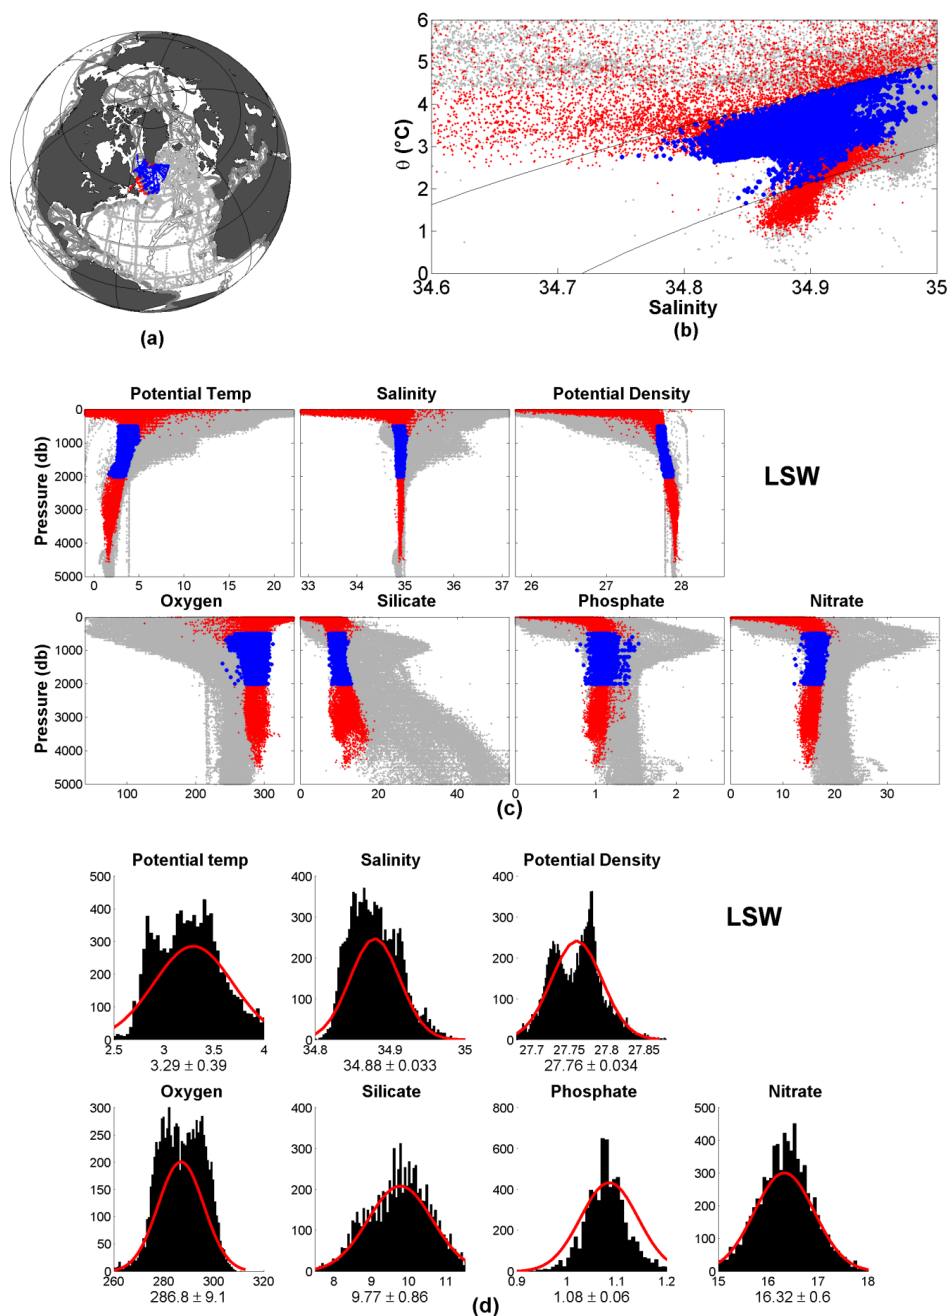 (a)
6
5
4
3
2
1
0
θ (°C)
34.6 34.7 34.8 34.9 35
Salinity
(b)
Potential Temp Salinity Potential Density
0
1000
2000
3000
4000
5000
Pressure (db)
LSW
0 5 10 15 20
33 34 35 36 37
26 27 28
Oxygen Silicate Phosphate Nitrate
0
1000
2000
3000
4000
5000
Pressure (db)
100 200 300
0 20 40
0 1 2
0 10 20 30
(c)
Potential temp Salinity Potential Density
LSW
500
400
300
200
100
0
2.5 3 3.5 4
3.29 ± 0.39
400
300
200
100
0
34.8 34.9 35
34.88 ± 0.033
400
300
200
100
0
27.7 27.75 27.8 27.85
27.76 ± 0.034
Oxygen Silicate Phosphate Nitrate
300
250
200
150
100
50
0
260 280 300 320
286.8 ± 9.1
500
400
300
200
100
0
8 9 10 11
9.77 ± 0.86
800
600
400
200
0
0.9 1 1.1 1.2
1.08 ± 0.06
500
400
300
200
100
0
15 16 17 18
16.32 ± 0.6
(d)